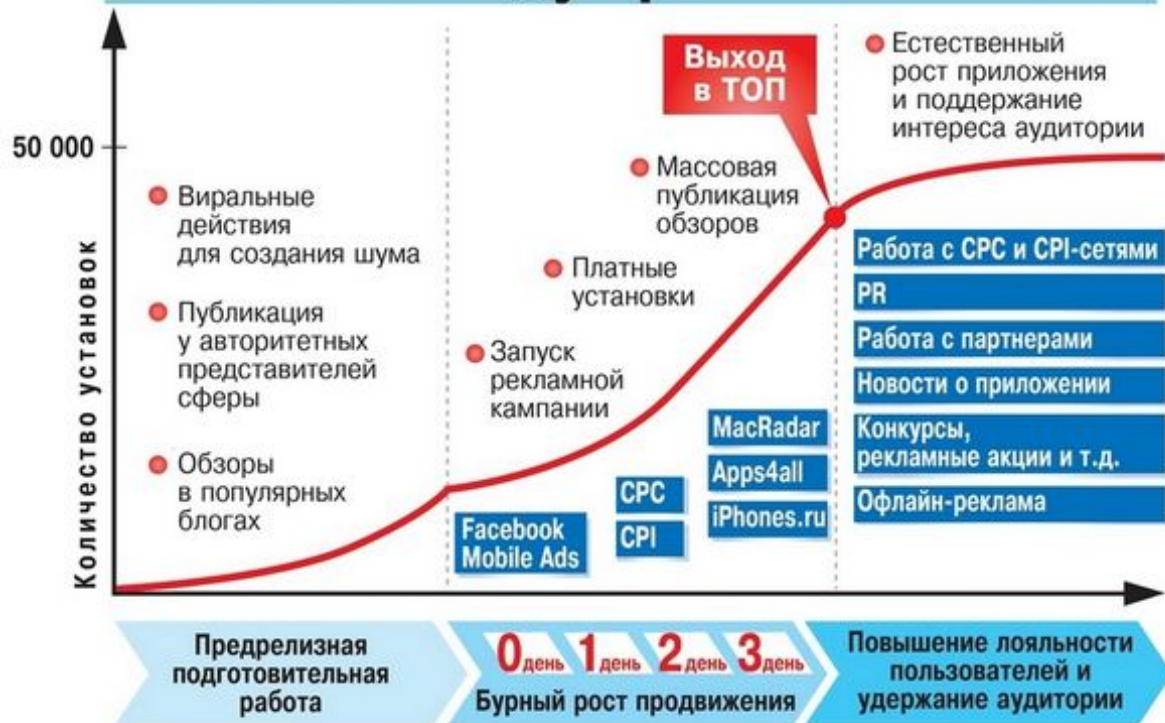 Выход
в ТОП
Естественный
рост приложения
и поддержание
интереса аудитории
50 000
Количество установок
Виральные
действия
для создания шума
Публикация
у авторитетных
представителей
сферы
Обзоры
в популярных
блогах
Массовая
публикация
обзоров
Платные
установки
Запуск
рекламной
кампании
Facebook
Mobile Ads
CPC
CPI
MacRadar
Apps4all
iPhones.ru
Работа с CPC и CPI-сетями
PR
Работа с партнерами
Новости о приложении
Конкурсы,
рекламные акции и т.д.
Офлайн-реклама
Предрелизная
подготовительная
работа
0 день 1 день 2 день 3 день
Бурный рост продвижения
Повышение лояльности
пользователей и
удержание аудитории